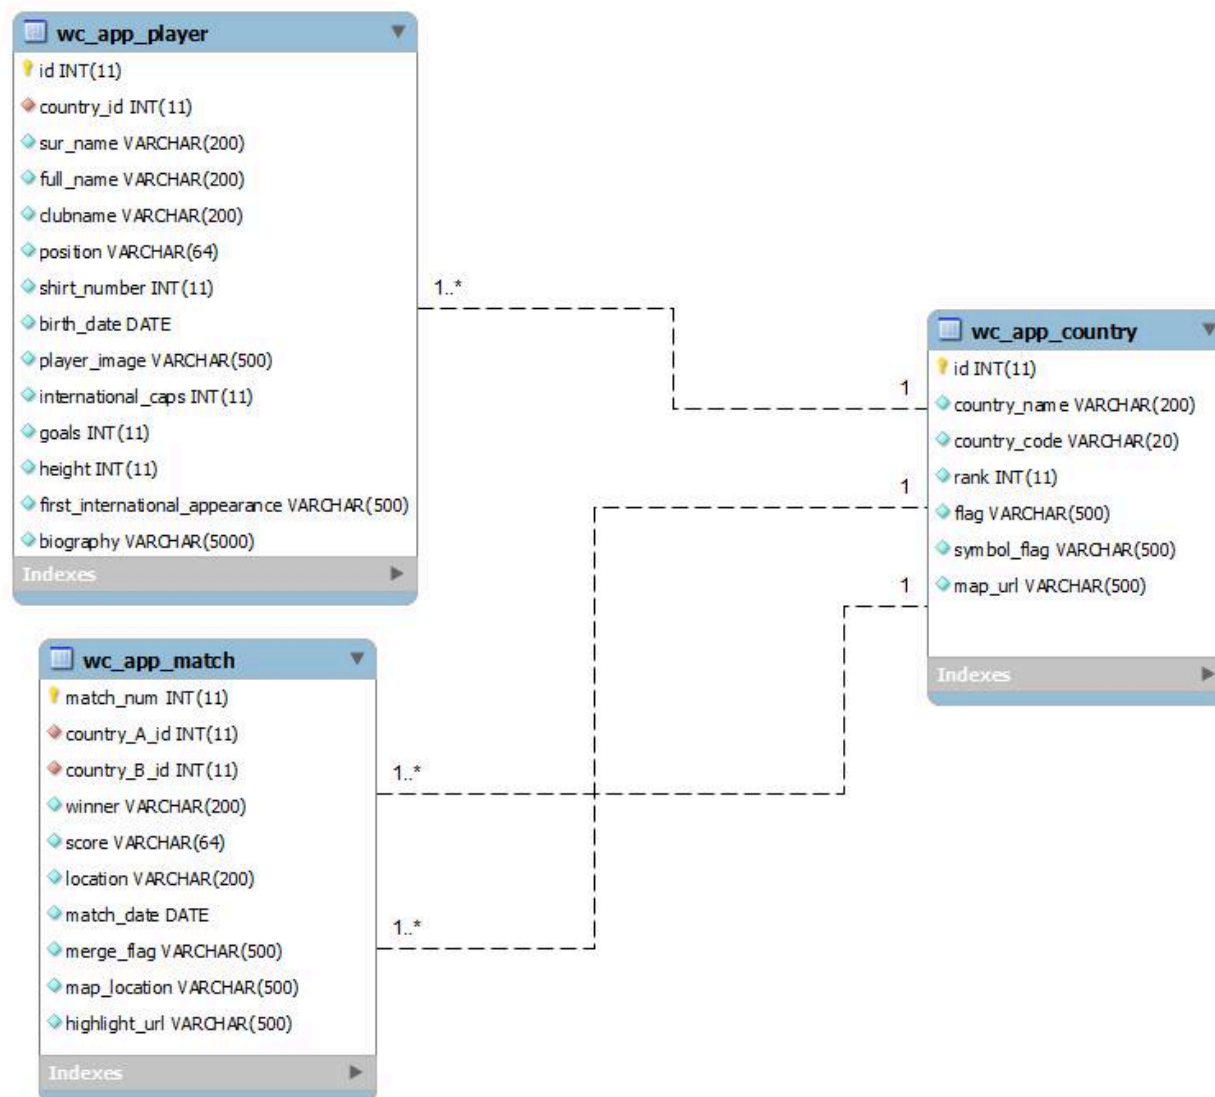 wc_app_player
id INT(11)
country_id INT(11)
sur_name VARCHAR(200)
full_name VARCHAR(200)
clubname VARCHAR(200)
position VARCHAR(64)
shirt_number INT(11)
birth_date DATE
player_image VARCHAR(500)
international_caps INT(11)
goals INT(11)
height INT(11)
first_international_appearance VARCHAR(500)
biography VARCHAR(5000)
Indexes
1..*
1
wc_app_country
id INT(11)
country_name VARCHAR(200)
country_code VARCHAR(20)
rank INT(11)
flag VARCHAR(500)
symbol_flag VARCHAR(500)
map_url VARCHAR(500)
Indexes
1
1
wc_app_match
match_num INT(11)
country_A_id INT(11)
country_B_id INT(11)
winner VARCHAR(200)
score VARCHAR(64)
location VARCHAR(200)
match_date DATE
merge_flag VARCHAR(500)
map_location VARCHAR(500)
highlight_url VARCHAR(500)
Indexes
1..*
1..*